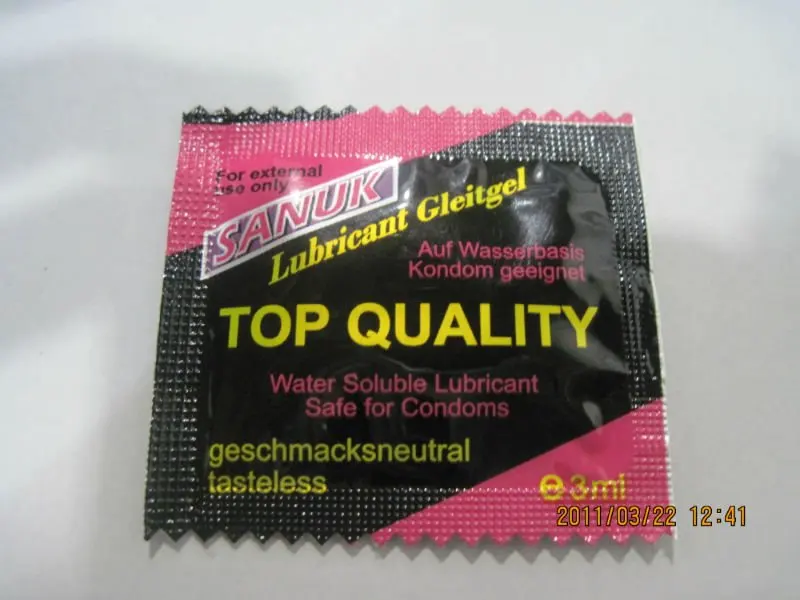 For external
use only
SANUK
Lubricant Gleitgel
Auf Wasserbasis
Kondom geeignet
TOP QUALITY
Water Soluble Lubricant
Safe for Condoms
geschmacksneutral
tasteless
℮ 3ml
2011/03/22 12:41